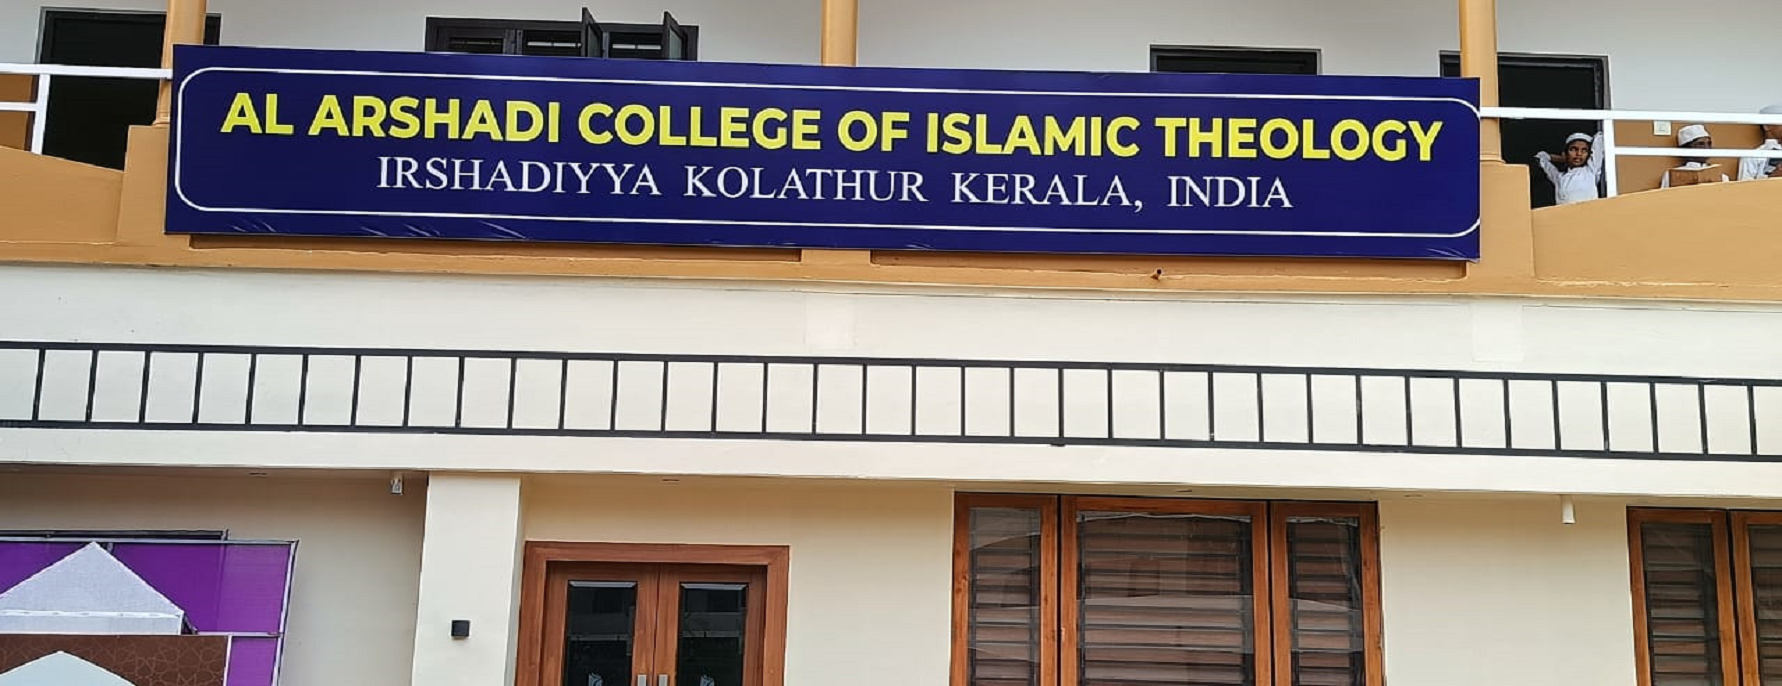 AL ARSHADI COLLEGE OF ISLAMIC THEOLOGY
IRSHADIYYA KOLATHUR KERALA, INDIA